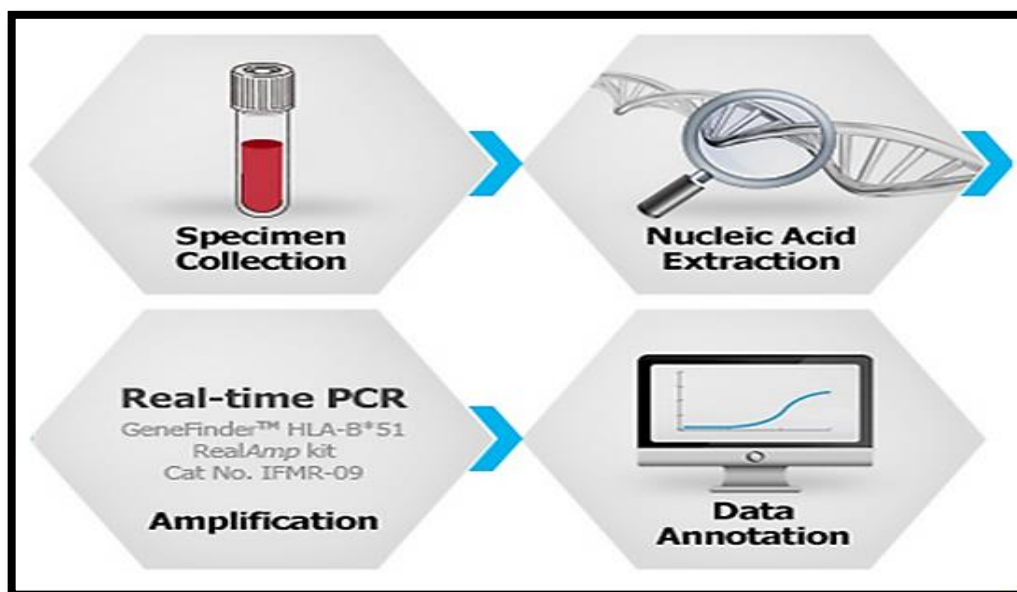 Specimen
Collection
Nucleic Acid
Extraction
Real-time PCR
GeneFinder™ HLA-B*51
RealAmp kit
Cat No. IFMR-09
Amplification
Data
Annotation